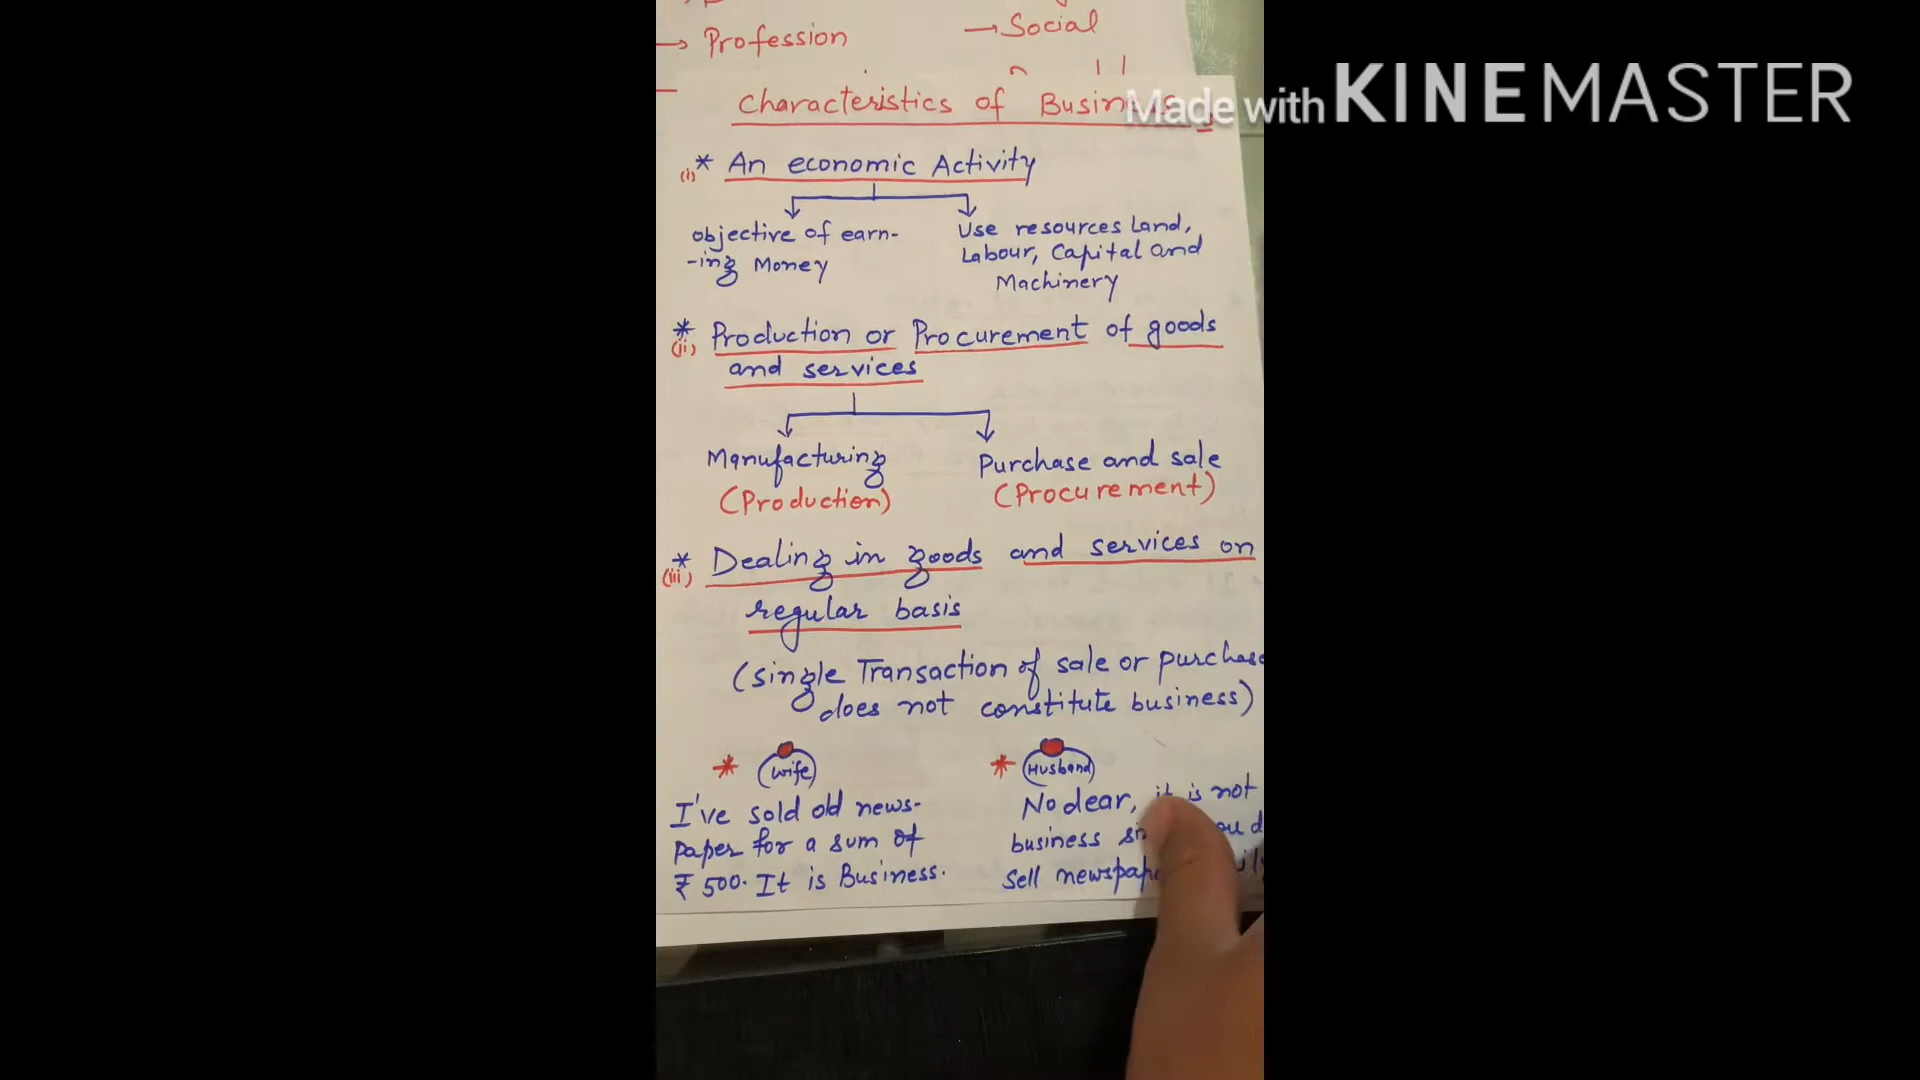 → Profession
→ Social
Characteristics of
Made with KINEMASTER
(i) * An economic Activity
Objective of earn-
-ing Money
Use resources Land,
Labour, Capital and
Machinery
* (ii) Production or Procurement of goods
and services
Manufacturing
(Production)
Purchase and sale
(Procurement)
* (iii) Dealing in goods and services on
regular basis
(single Transaction of sale or purchase
does not constitute business)
* Wife
I've sold old news-
paper for a sum of
₹ 500. It is Business.
* Husband
No dear, it is not
business
sell